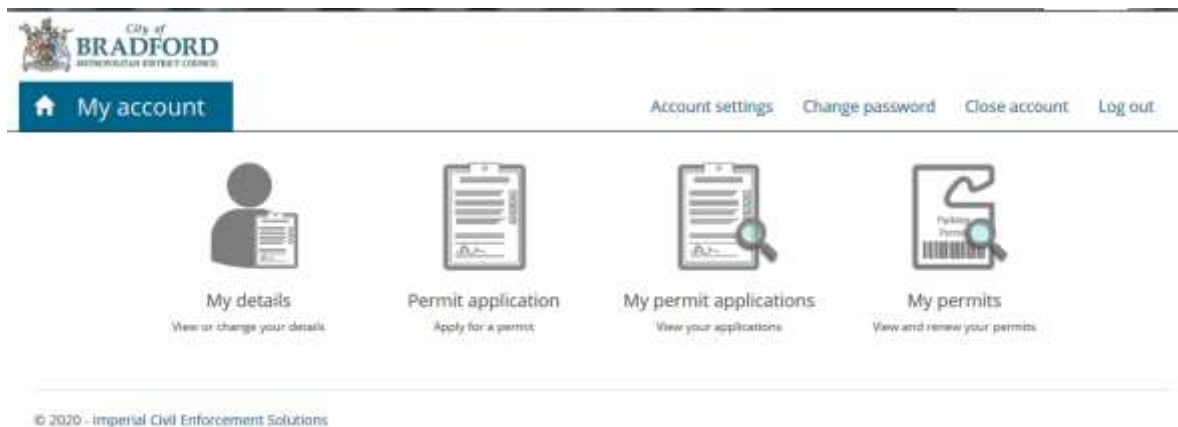 City of
BRADFORD
METROPOLITAN DISTRICT COUNCIL
My account
Account settings Change password Close account Log out
Parking
Permit
My details Permit application My permit applications My permits
View or change your details Apply for a permit View your applications View and renew your permits
© 2020 - Imperial Civil Enforcement Solutions